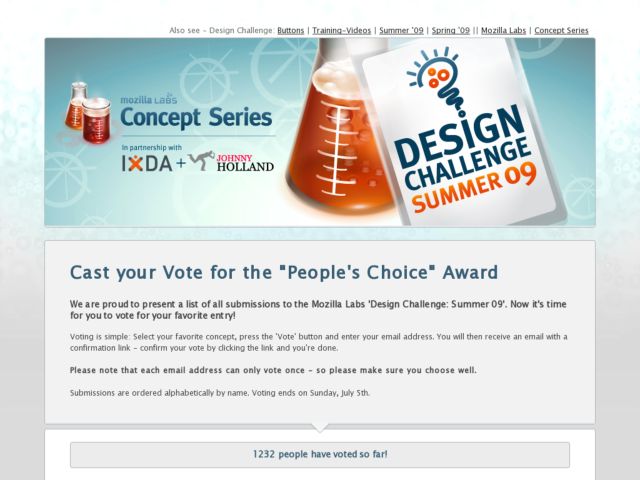 Also see - Design Challenge: Buttons | Training-Videos | Summer '09 | Spring '09 || Mozilla Labs | Concept Series
mozilla LABS
Concept Series
In partnership with
IXDA + JOHNNY HOLLAND
DESIGN
CHALLENGE
SUMMER 09
Cast your Vote for the "People's Choice" Award
We are proud to present a list of all submissions to the Mozilla Labs 'Design Challenge: Summer 09'. Now it's time
for you to vote for your favorite entry!
Voting is simple: Select your favorite concept, press the 'Vote' button and enter your email address. You will then receive an email with a
confirmation link - confirm your vote by clicking the link and you're done.
Please note that each email address can only vote once - so please make sure you choose well.
Submissions are ordered alphabetically by name. Voting ends on Sunday, July 5th.
1232 people have voted so far!